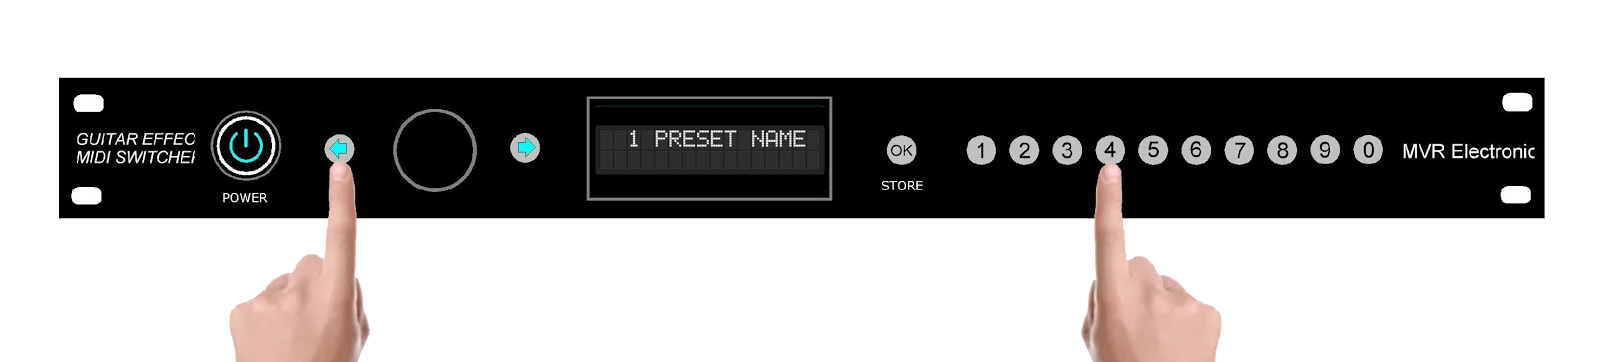 GUITAR EFFEC
MIDI SWITCHER
POWER
1 PRESET NAME
OK
STORE
1 2 3 4 5 6 7 8 9 0
MVR Electronic